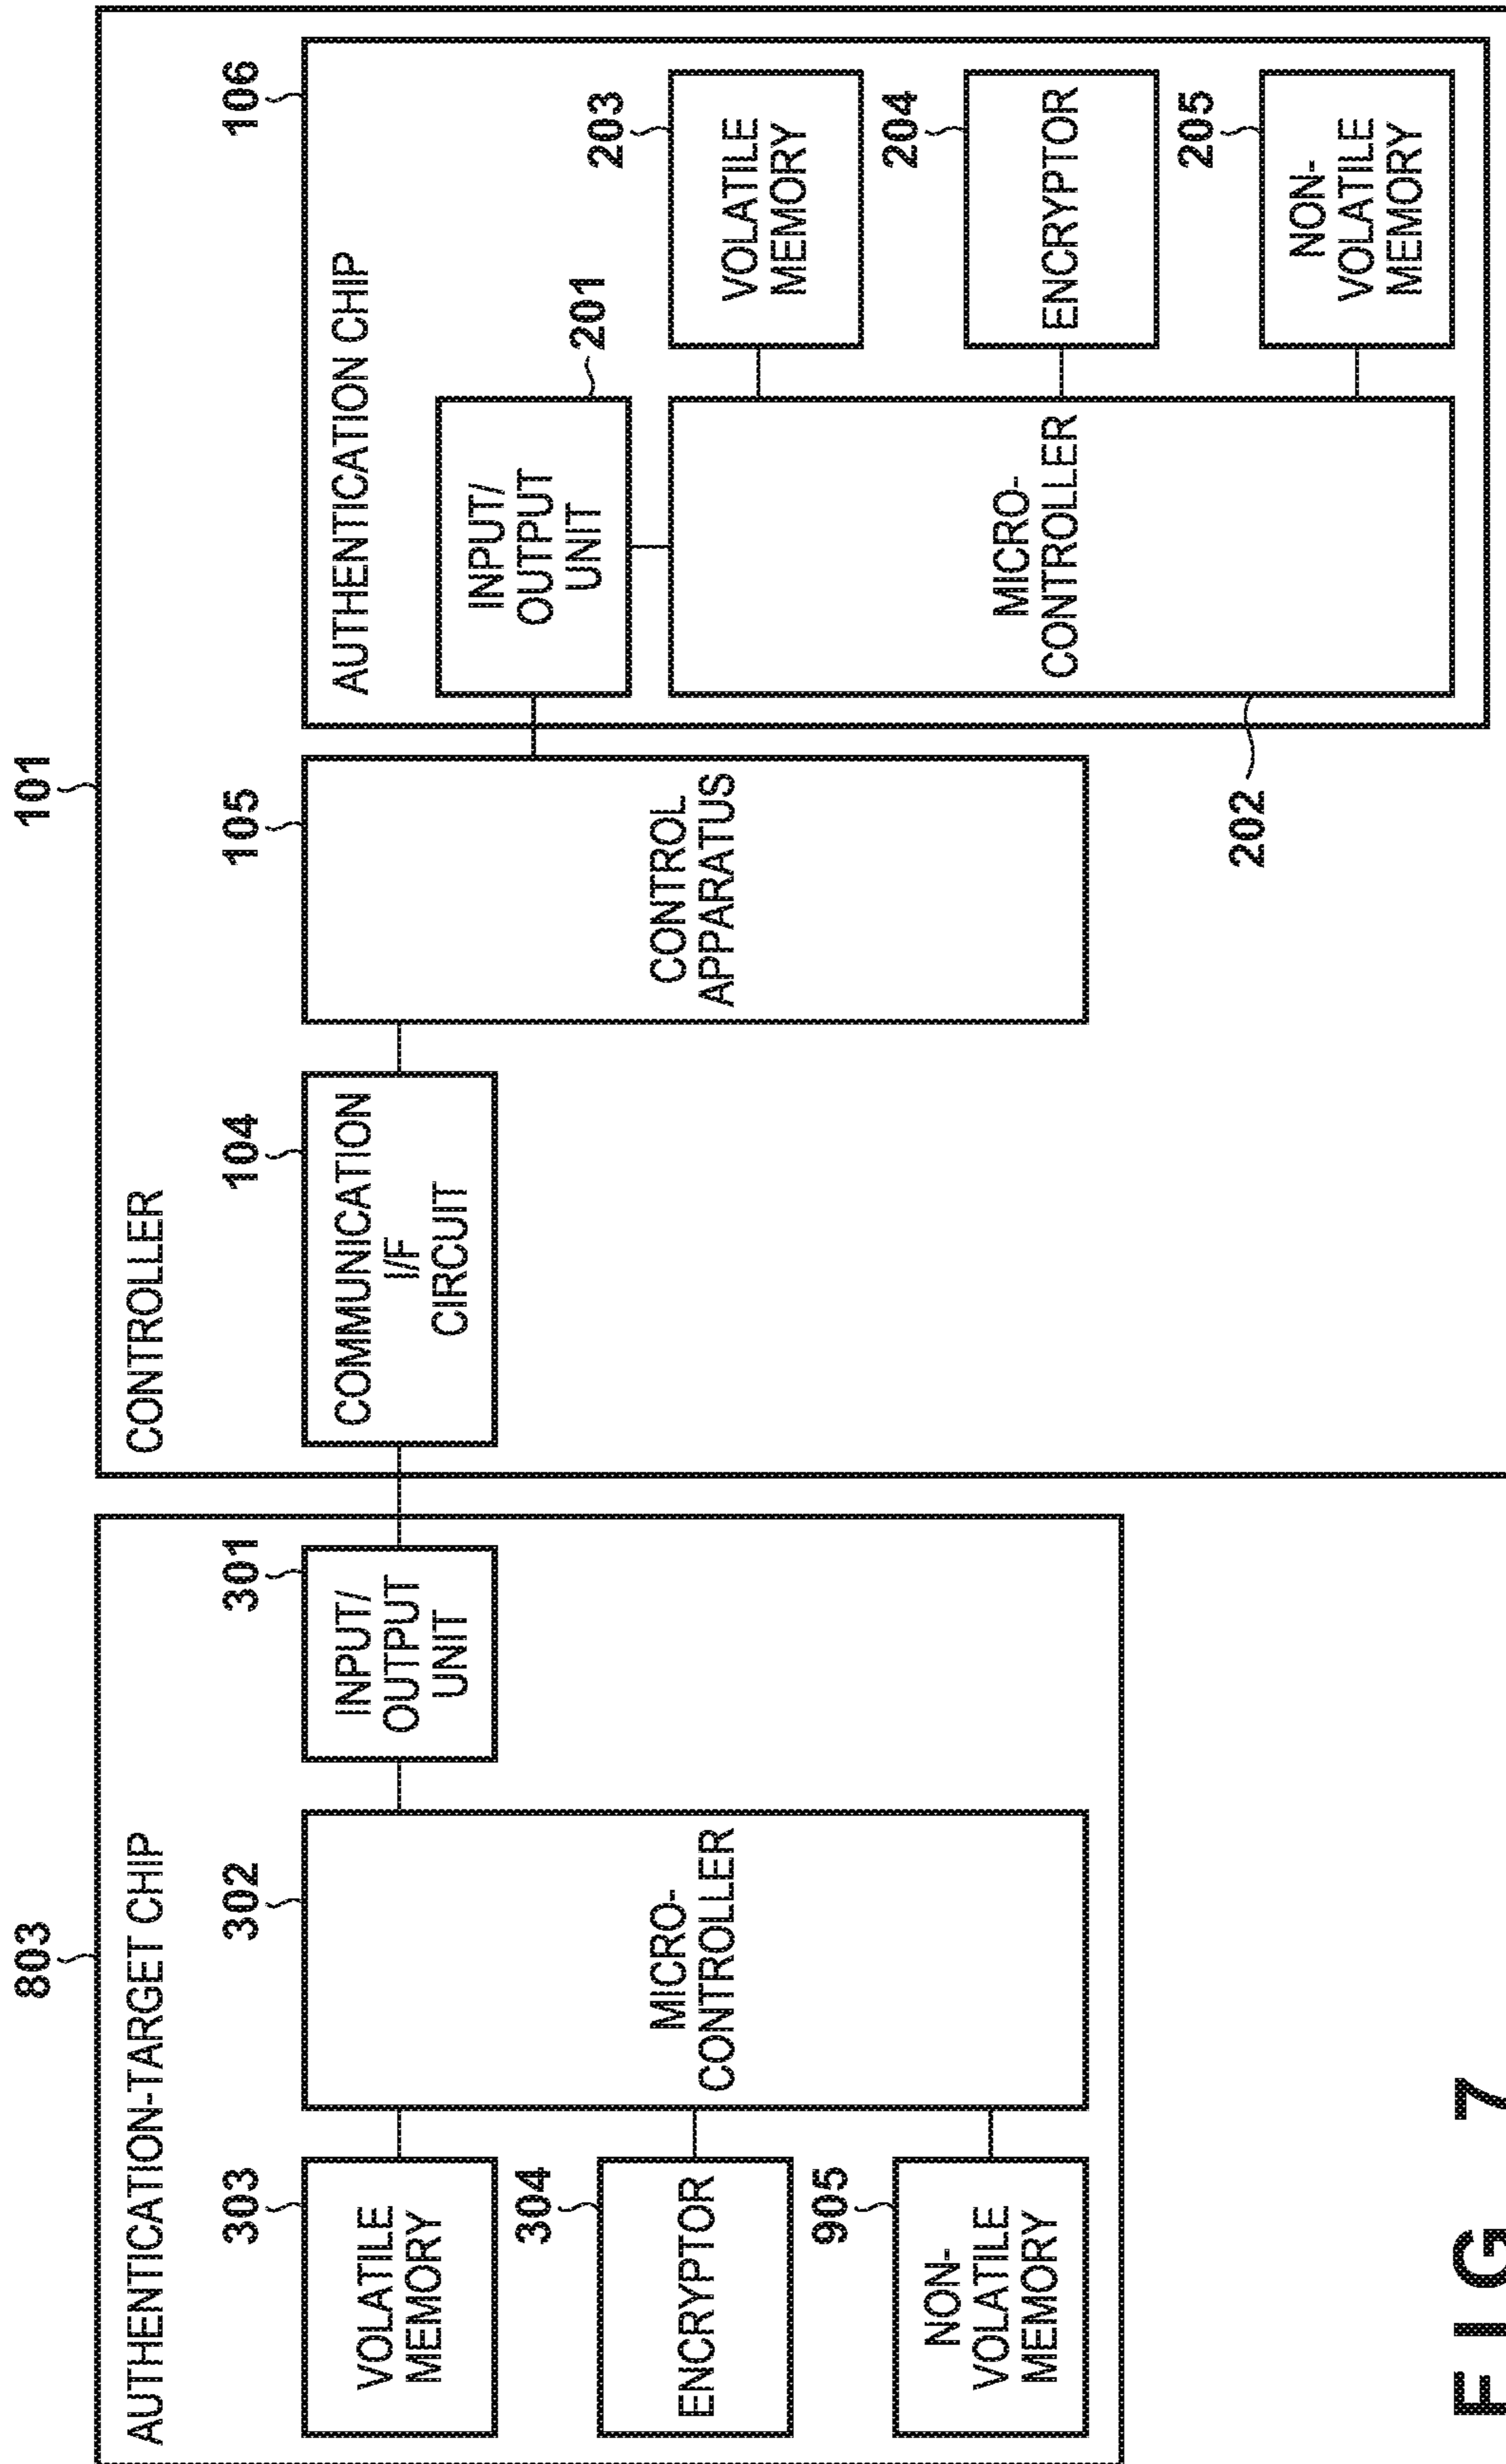 803
AUTHENTICATION-TARGET CHIP
303
VOLATILE
MEMORY
304
ENCRYPTOR
905
NON-
VOLATILE
MEMORY
302
MICRO-
CONTROLLER
301
INPUT/
OUTPUT
UNIT
101
CONTROLLER
104
COMMUNICATION
I/F
CIRCUIT
105
CONTROL
APPARATUS
106
AUTHENTICATION CHIP
INPUT/
OUTPUT
UNIT
201
MICRO-
CONTROLLER
202
203
VOLATILE
MEMORY
204
ENCRYPTOR
205
NON-
VOLATILE
MEMORY
FIG 7